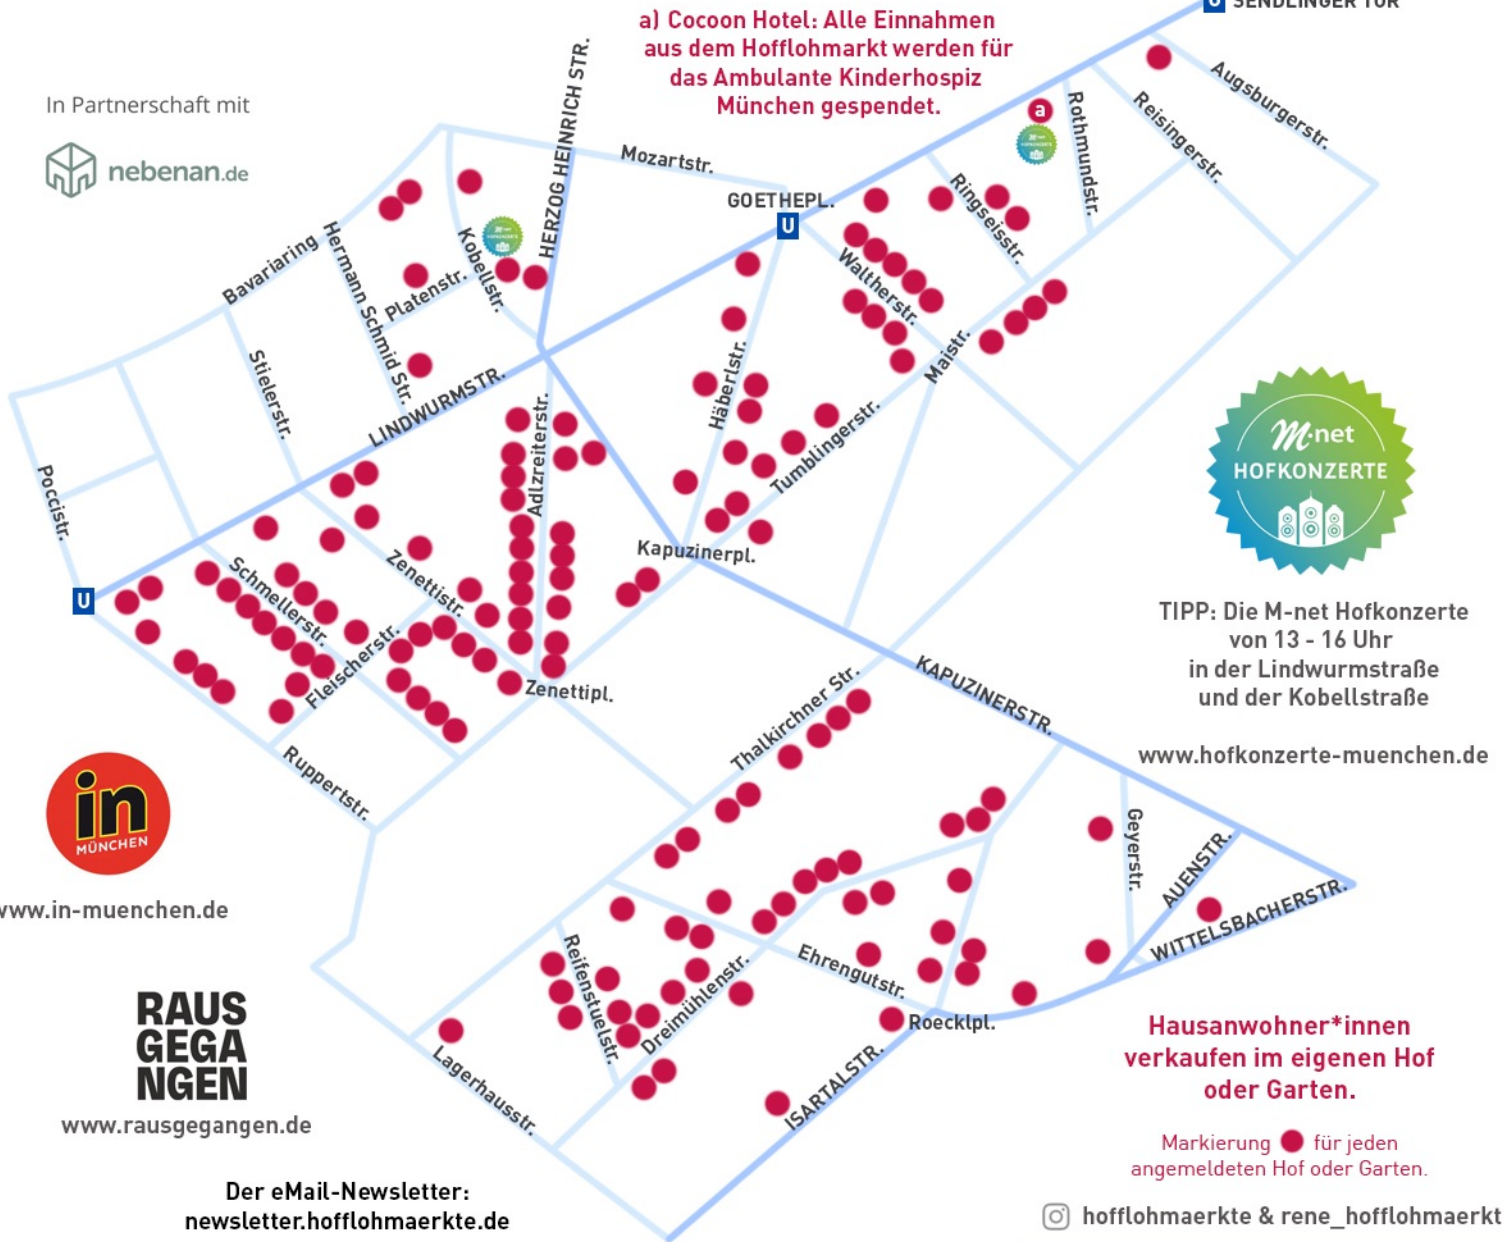 SENDLINGER TOR
U
a) Cocoon Hotel: Alle Einnahmen
aus dem Hofflohmarkt werden für
das Ambulante Kinderhospiz
München gespendet.
In Partnerschaft mit
nebenan.de
HERZOG HEINRICH STR.
Mozartstr.
GOETHEPL.
U
a
Rothmundstr.
Reisingerstr.
Augsburgerstr.
Ringseisstr.
Bavariaring
Hermann Schmid Str.
Platenstr.
Kobellstr.
Waltherstr.
Maistr.
Häberlstr.
Tumblingerstr.
Stielerstr.
LINDWURMSTR.
Adlzreiterstr.
Poccistr.
U
Zenettistr.
Schmellerstr.
Fleischerstr.
Kapuzinerpl.
Zenettipl.
Ruppertstr.
M-net
HOFKONZERTE
TIPP: Die M-net Hofkonzerte
von 13 - 16 Uhr
in der Lindwurmstraße
und der Kobellstraße
www.hofkonzerte-muenchen.de
KAPUZINERSTR.
Thalkirchner Str.
Geyerstr.
AUENSTR.
WITTELSBACHERSTR.
in
MÜNCHEN
www.in-muenchen.de
Reifenstuelstr.
Dreimühlenstr.
Ehrengutstr.
Roecklpl.
Lagerhausstr.
ISARTALSTR.
RAUS
GEGA
NGEN
www.rausgegangen.de
Hausanwohner*innen
verkaufen im eigenen Hof
oder Garten.
Markierung für jeden
angemeldeten Hof oder Garten.
Der eMail-Newsletter:
newsletter.hofflohmaerkte.de
hofflohmaerkte & rene_hofflohmaerkt